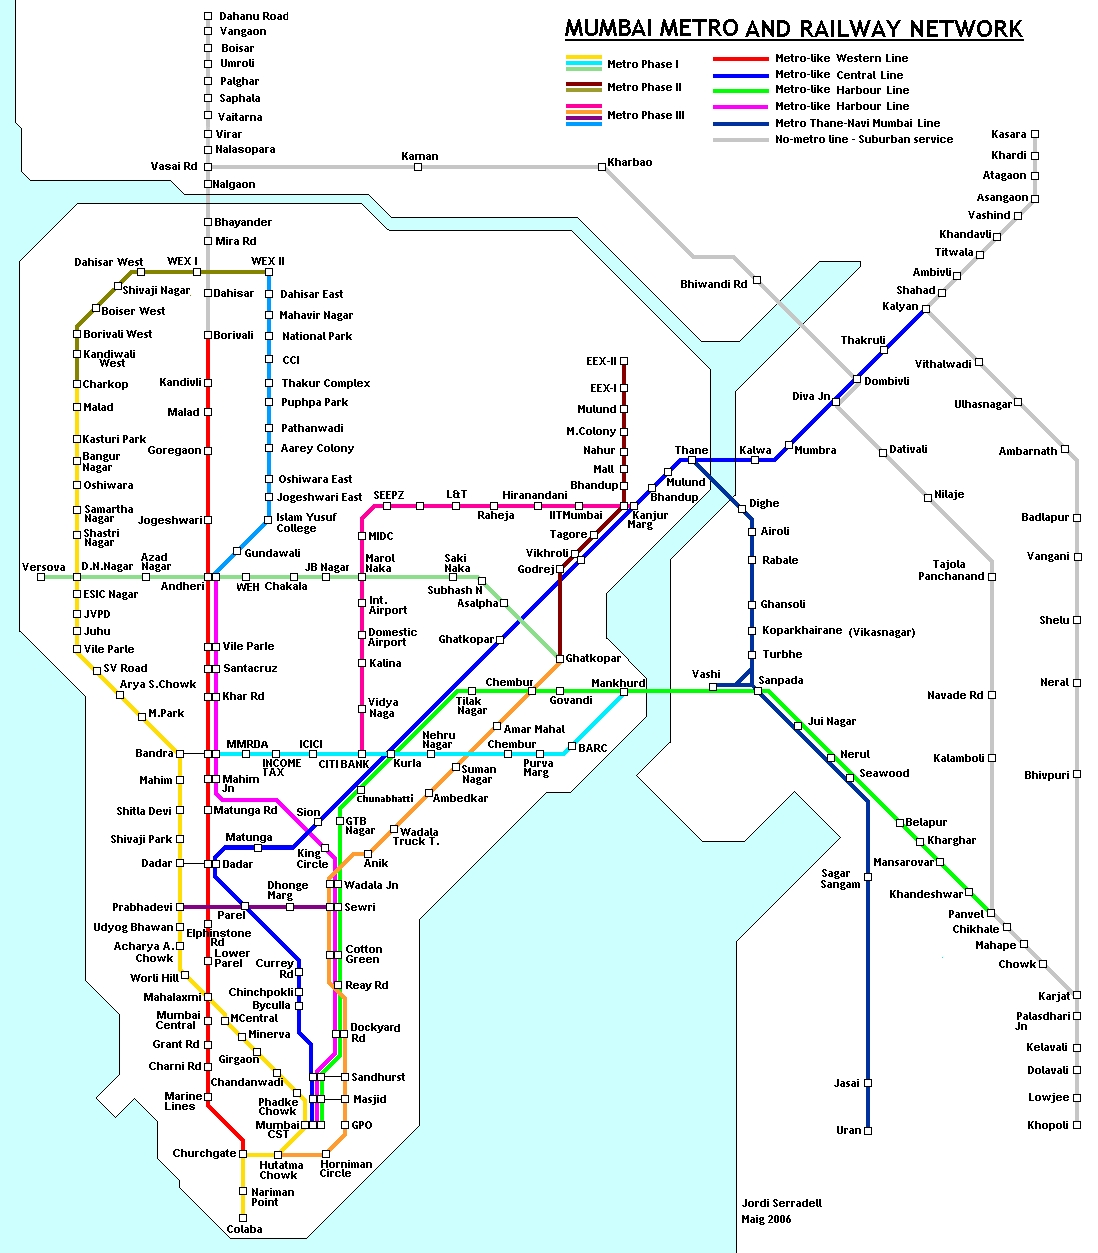 MUMBAI METRO AND RAILWAY NETWORK
Metro Phase I
Metro Phase II
Metro Phase III
Metro-like Western Line
Metro-like Central Line
Metro-like Harbour Line
Metro-like Harbour Line
Metro Thane-Navi Mumbai Line
No-metro line - Suburban service
Dahanu Road
Vangaon
Boisar
Umroli
Palghar
Saphala
Vaitarna
Virar
Nalasopara
Vasai Rd
Kaman
Kharbao
Nalgaon
Bhayander
Mira Rd
Dahisar
Borivali
Kandivli
Malad
Goregaon
Jogeshwari
Andheri
Vile Parle
Santacruz
Khar Rd
Bandra
Mahim
Mahim
Jn
Matunga Rd
Dadar
Dadar
Elphinstone
Rd
Lower
Parel
Mahalaxmi
Mumbai
Central
Grant Rd
Charni Rd
Marine
Lines
Churchgate
Dahisar West
WEX I
WEX II
Shivaji Nagar
Boiser West
Borivali West
Kandiwali
West
Charkop
Malad
Kasturi Park
Bangur
Nagar
Oshiwara
Samartha
Nagar
Shastri
Nagar
D.N.Nagar
ESIC Nagar
JVPD
Juhu
Vile Parle
SV Road
Arya S.Chowk
M.Park
Shitla Devi
Shivaji Park
Prabhadevi
Udyog Bhawan
Acharya A.
Chowk
Worli Hill
MCentral
Minerva
Girgaon
Chandanwadi
Phadke
Chowk
Mumbai
CST
Hutatma
Chowk
Nariman
Point
Colaba
Dahisar East
Mahavir Nagar
National Park
CCI
Thakur Complex
Puphpa Park
Pathanwadi
Aarey Colony
Oshiwara East
Jogeshwari East
Islam Yusuf
College
Gundawali
Versova
Azad
Nagar
WEH
Chakala
JB Nagar
Marol
Naka
Saki
Naka
Subhash N
Asalpha
Ghatkopar
SEEPZ
L&T
Raheja
Hiranandani
IITMumbai
Kanjur
Marg
MIDC
Int.
Airport
Domestic
Airport
Kalina
Vidya
Naga
EEX-II
EEX-I
Mulund
M.Colony
Nahur
Mall
Bhandup
Tagore
Vikhroli
Godrej
Ghatkopar
MMRDA
INCOME
TAX
ICICI
CITI BANK
Kurla
Nehru
Nagar
Chembur
Purva
Marg
BARC
Mankhurd
Chembur
Tilak
Nagar
Govandi
Amar Mahal
Suman
Nagar
Ambedkar
Wadala
Truck T.
Anik
Chunabhatti
GTB
Nagar
King
Circle
Sion
Matunga
Wadala Jn
Dhonge
Marg
Sewri
Parel
Cotton
Green
Currey
Rd
Reay Rd
Chinchpokli
Byculla
Dockyard
Rd
Sandhurst
Masjid
GPO
Horniman
Circle
Thane
Mulund
Bhandup
Kalwa
Mumbra
Diva Jn
Dombivli
Thakruli
Kalyan
Shahad
Ambivli
Titwala
Khandavli
Vashind
Asangaon
Atagaon
Khardi
Kasara
Bhiwandi Rd
Vithalwadi
Ulhasnagar
Ambarnath
Badlapur
Vangani
Shelu
Neral
Bhivpuri
Karjat
Palasdhari
Jn
Kelavali
Dolavali
Lowjee
Khopoli
Dativali
Nilaje
Tajola
Panchanand
Navade Rd
Kalamboli
Dighe
Airoli
Rabale
Ghansoli
Koparkhairane (Vikasnagar)
Turbhe
Vashi
Sanpada
Jui Nagar
Nerul
Seawood
Belapur
Kharghar
Mansarovar
Khandeshwar
Panvel
Chikhale
Mahape
Chowk
Sagar
Sangam
Jasai
Uran
Jordi Serradell
Maig 2006